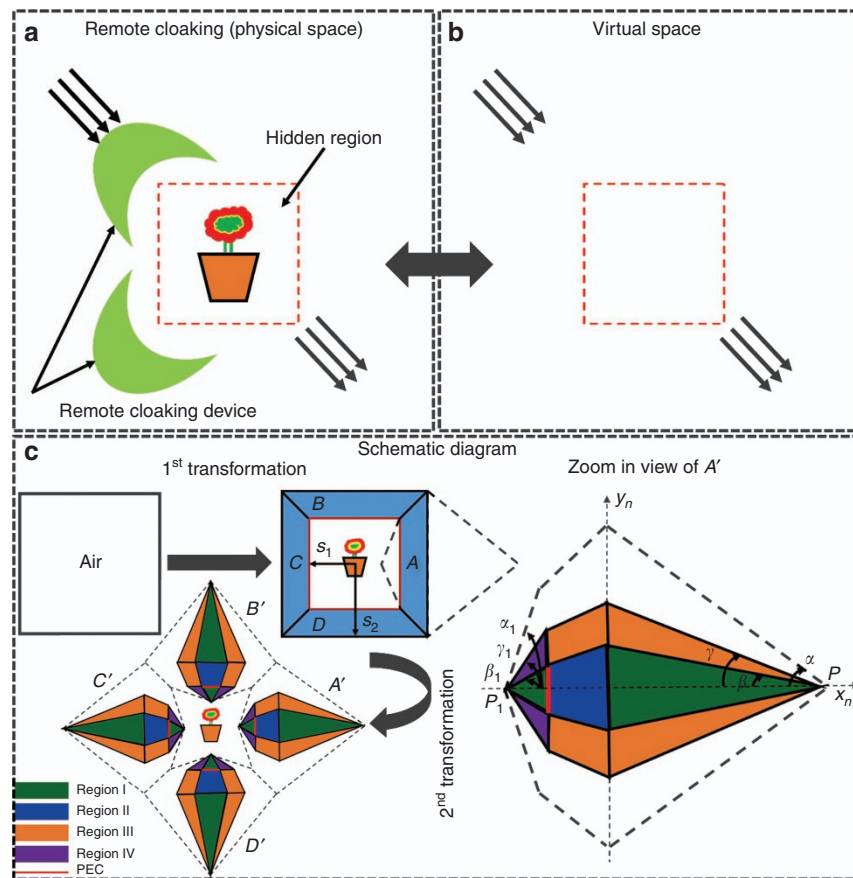 a
Remote cloaking (physical space)
Hidden region
Remote cloaking device
b
Virtual space
c
Schematic diagram
1st transformation
Zoom in view of A′
Air
B
C
A
D
s1
s2
B′
C′
A′
D′
2nd transformation
yn
xn
α1
γ1
β1
P1
γ
β
α
P
Region I
Region II
Region III
Region IV
PEC